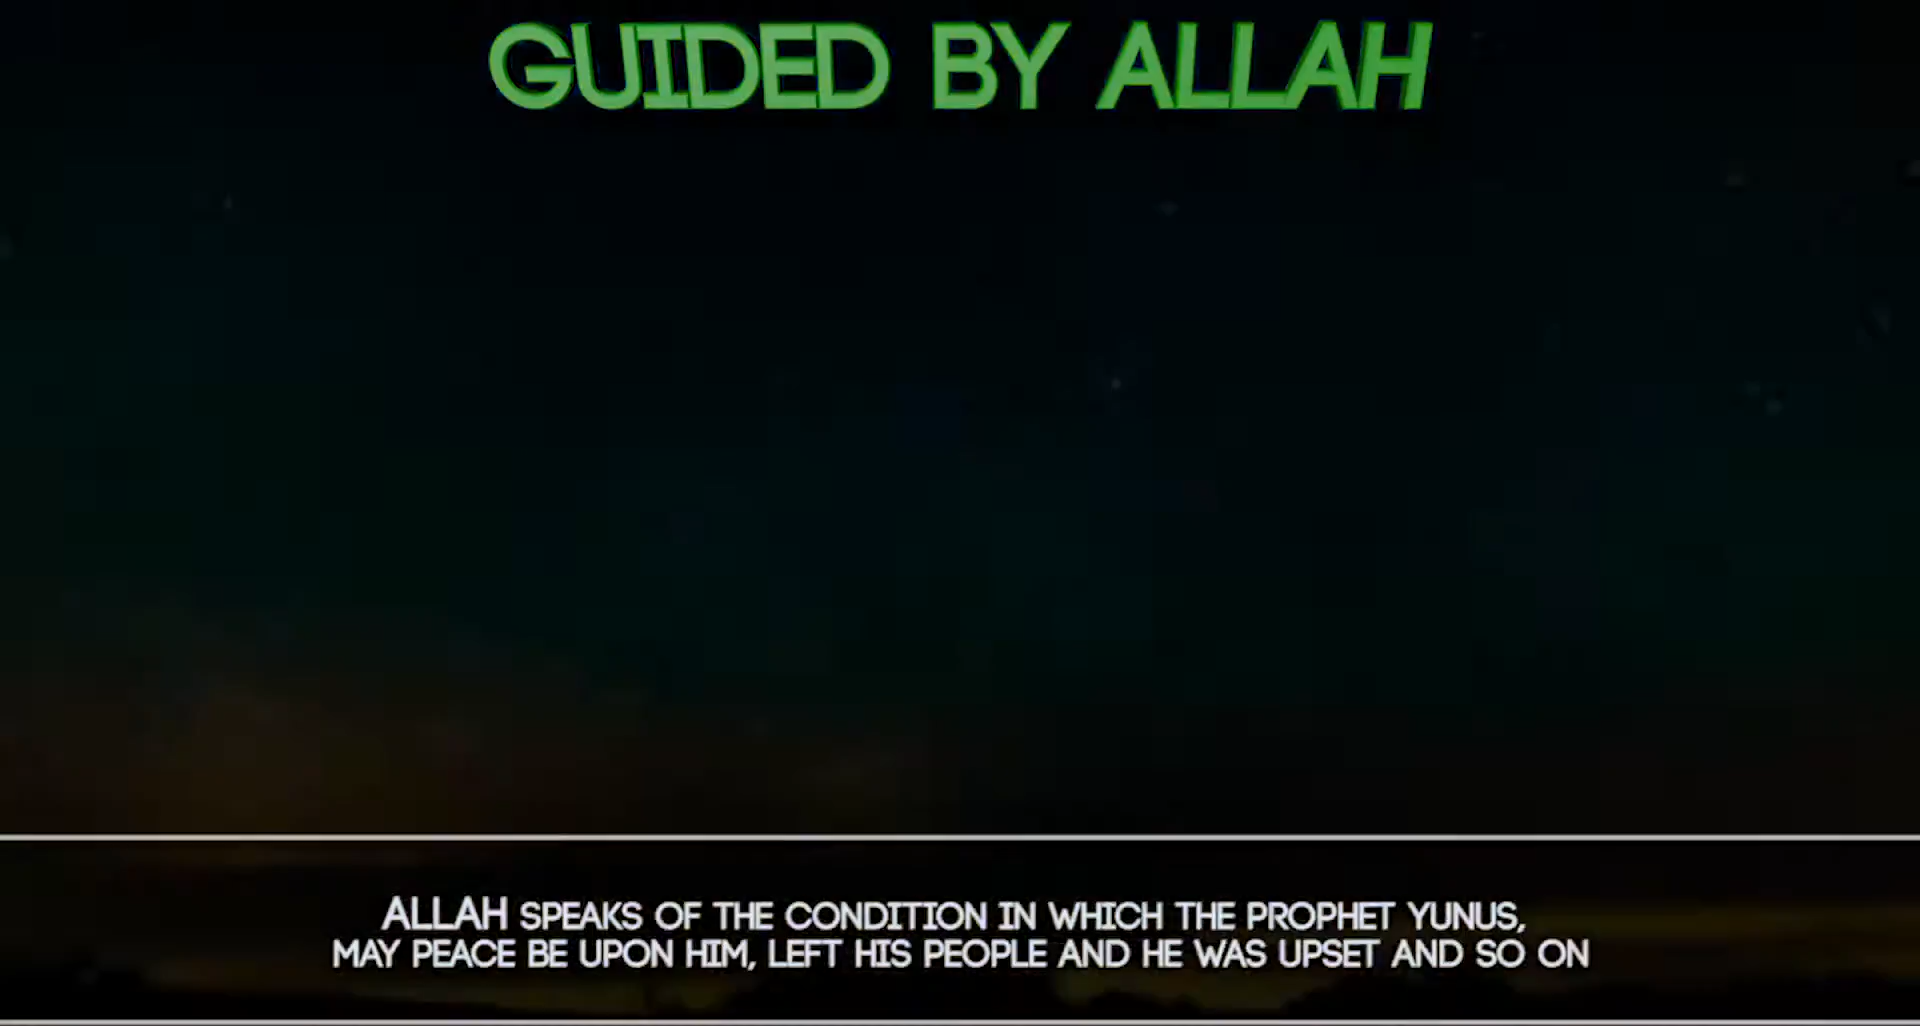 GUIDED BY ALLAH
ALLAH SPEAKS OF THE CONDITION IN WHICH THE PROPHET YUNUS,
MAY PEACE BE UPON HIM, LEFT HIS PEOPLE AND HE WAS UPSET AND SO ON